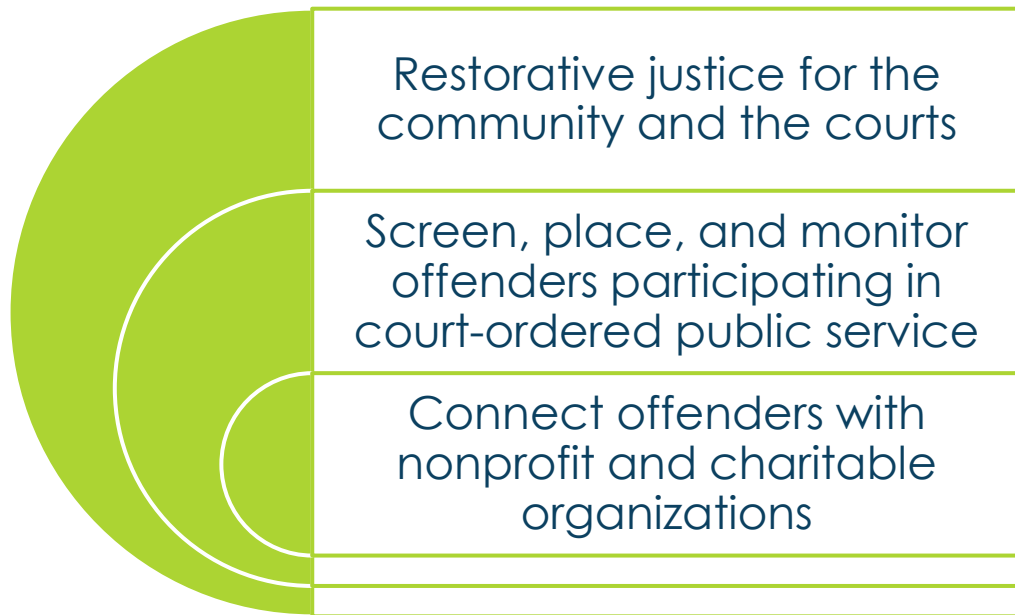 Restorative justice for the
community and the courts
Screen, place, and monitor
offenders participating in
court-ordered public service
Connect offenders with
nonprofit and charitable
organizations